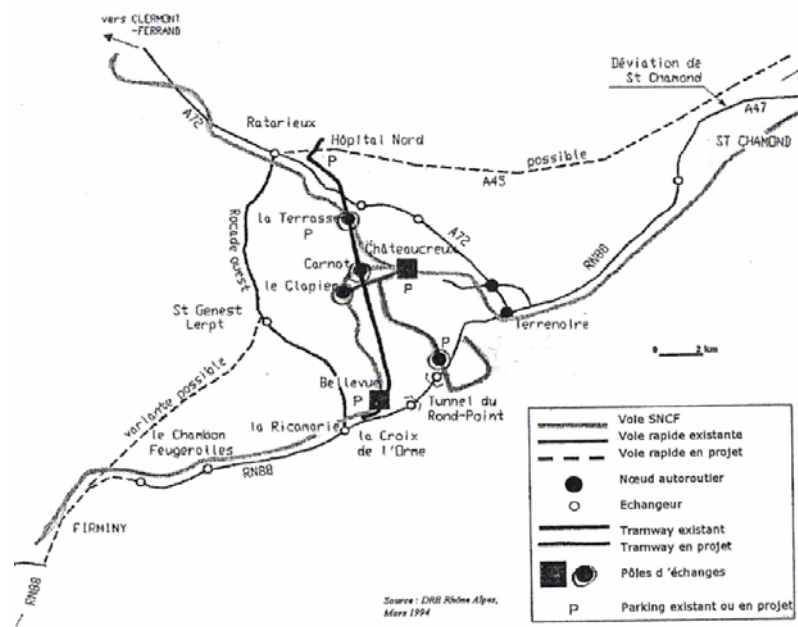 vers CLERMONT
-FERRAND
Déviation de
St Chamond
A47
A72
Ratarieux
Hôpital Nord
P
possible
ST CHAMOND
A45
la Terrasse
P
A72
Rocade ouest
Châteaucreux
Carnot
P
le Clapier
RN88
St Genest
Lerpt
Terrenoire
P
0 2 km
variante possible
Bellevue
P
Tunnel du
Rond-Point
la Ricamarie
la Croix
de l'Orme
le Chambon
Feugerolles
RN88
FIRMINY
RN88
Voie SNCF
Voie rapide existante
Voie rapide en projet
Nœud autoroutier
Echangeur
Tramway existant
Tramway en projet
Pôles d'échanges
P Parking existant ou en projet
Source : DRE Rhône Alpes,
Mars 1994